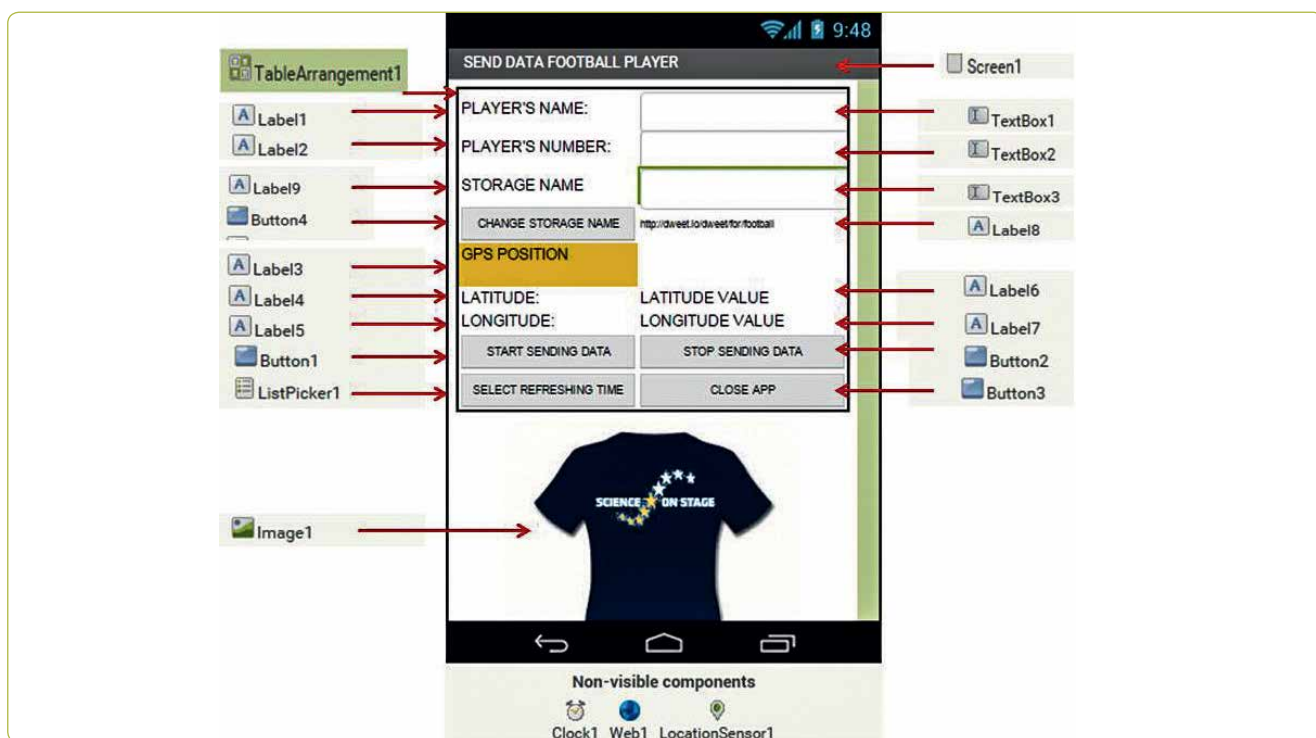 9:48
SEND DATA FOOTBALL PLAYER
Screen1
TableArrangement1
Label1
PLAYER'S NAME:
TextBox1
Label2
PLAYER'S NUMBER:
TextBox2
Label9
STORAGE NAME
TextBox3
Button4
CHANGE STORAGE NAME
http://dweet.io/dweet/for/football
Label8
Label3
GPS POSITION
Label4
LATITUDE:
LATITUDE VALUE
Label6
Label5
LONGITUDE:
LONGITUDE VALUE
Label7
Button1
START SENDING DATA
STOP SENDING DATA
Button2
ListPicker1
SELECT REFRESHING TIME
CLOSE APP
Button3
SCIENCE ON STAGE
Image1
Non-visible components
Clock1 Web1 LocationSensor1